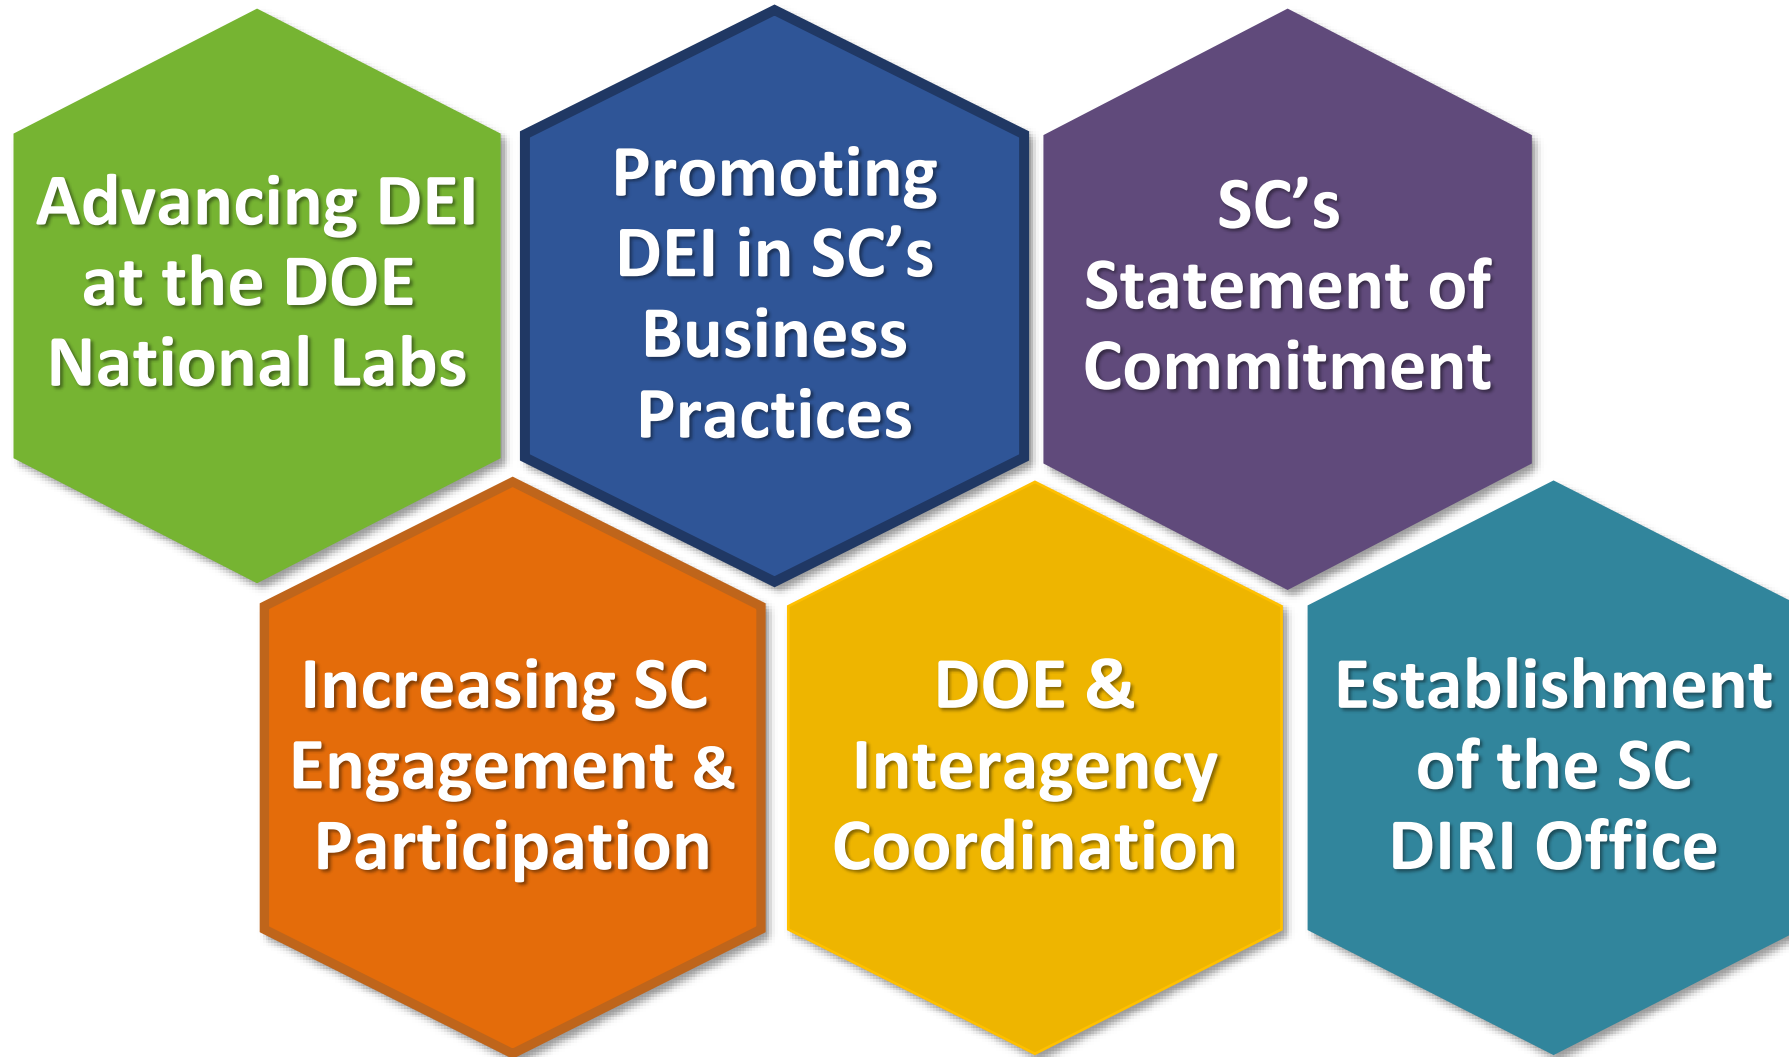 Advancing DEI
at the DOE
National Labs
Promoting
DEI in SC’s
Business
Practices
SC’s
Statement of
Commitment
Increasing SC
Engagement &
Participation
DOE &
Interagency
Coordination
Establishment
of the SC
DIRI Office